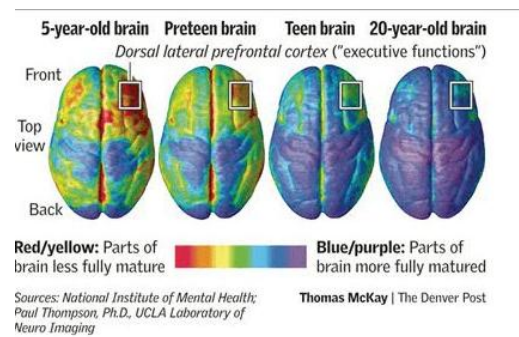 5-year-old brain Preteen brain Teen brain 20-year-old brain
Dorsal lateral prefrontal cortex ("executive functions")
Front
Top
view
Back
Red/yellow: Parts of
brain less fully mature
Blue/purple: Parts of
brain more fully matured
Sources: National Institute of Mental Health;
Paul Thompson, Ph.D., UCLA Laboratory of
Neuro Imaging
Thomas McKay | The Denver Post